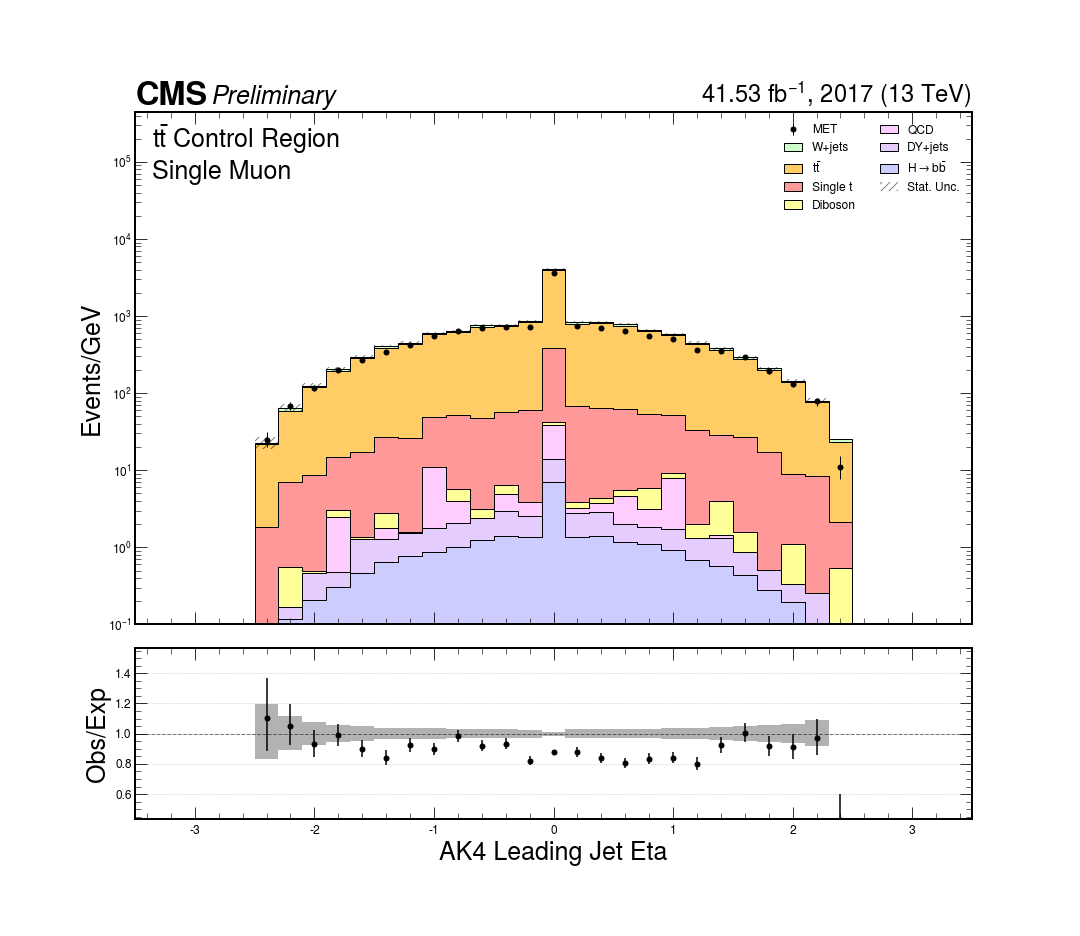 CMS Preliminary
41.53 fb⁻¹, 2017 (13 TeV)
tt̄ Control Region
Single Muon
MET
W+jets
tt̄
Single t
Diboson
QCD
DY+jets
H→bb̄
Stat. Unc.
Events/GeV
10⁵
10⁴
10³
10²
10¹
10⁰
10⁻¹
Obs/Exp
1.4
1.2
1.0
0.8
0.6
-3 -2 -1 0 1 2 3
AK4 Leading Jet Eta